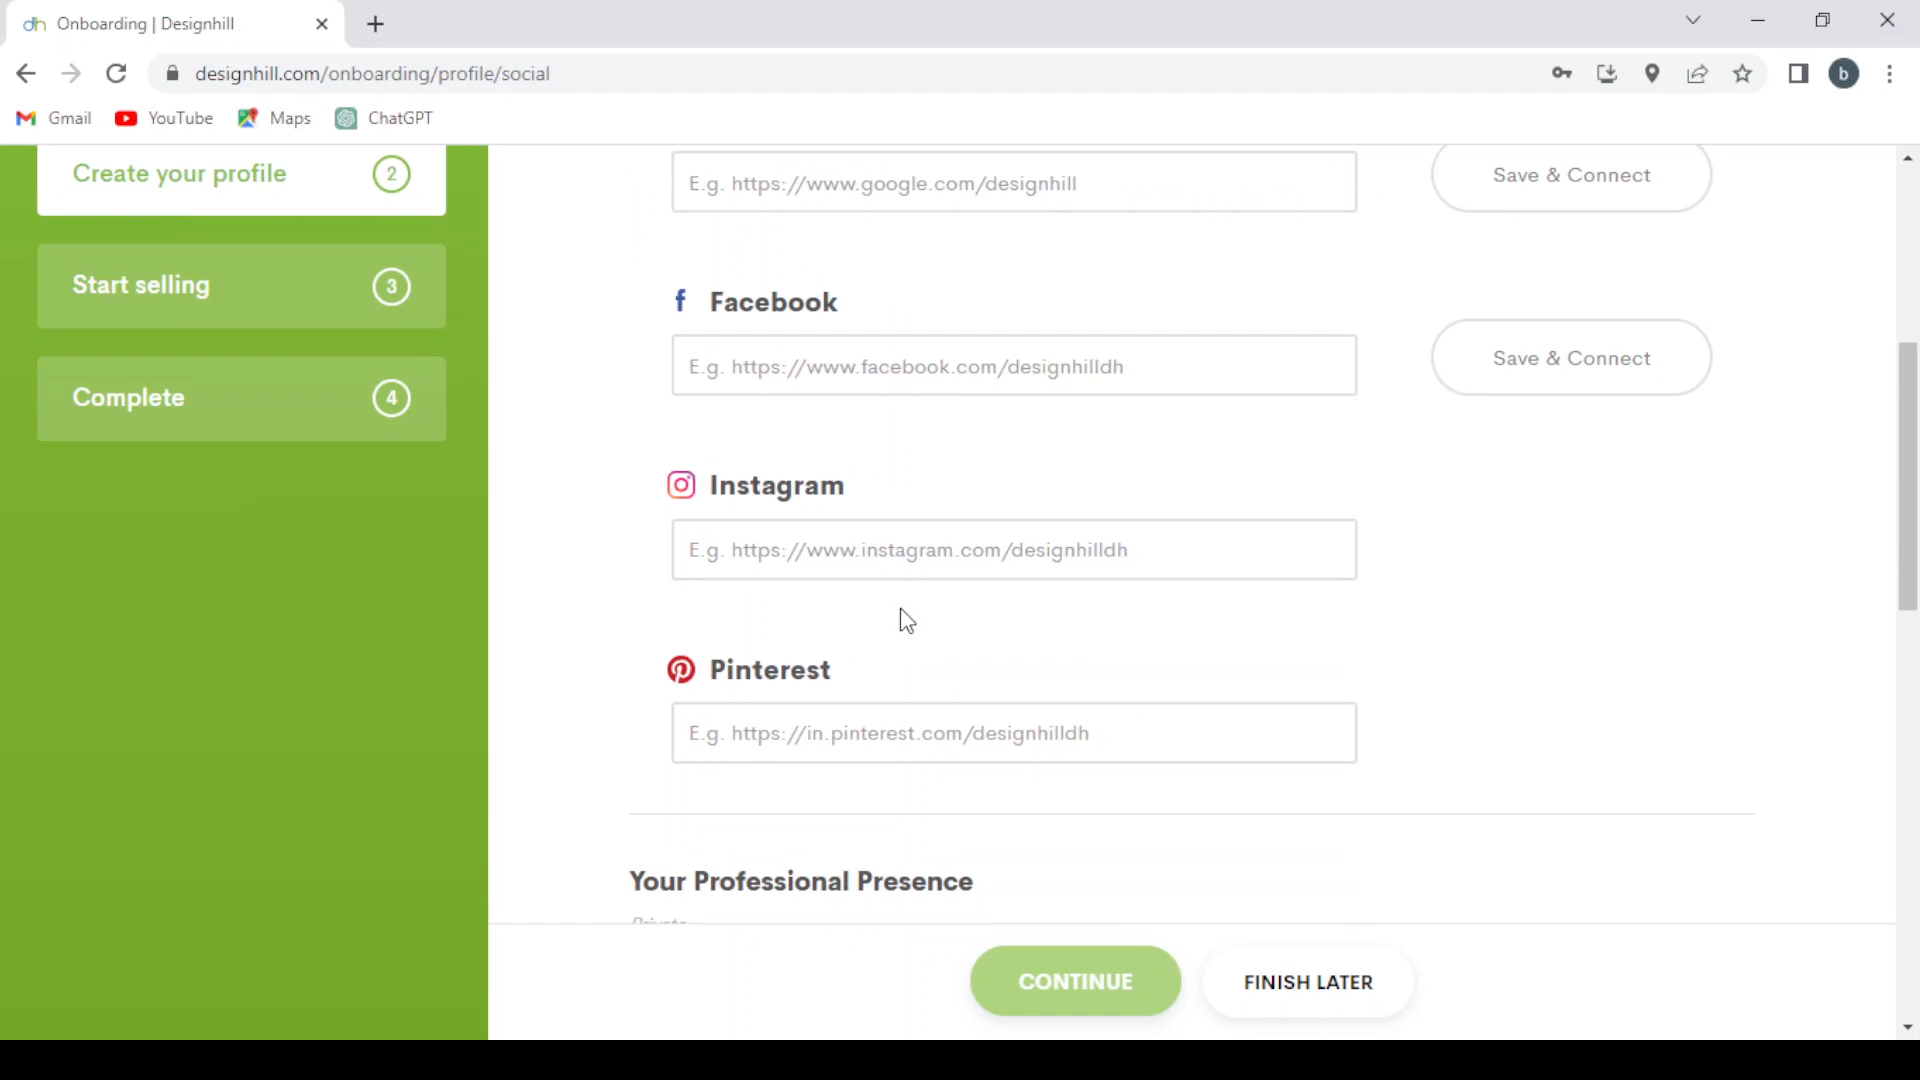 dh Onboarding | Designhill
designhill.com/onboarding/profile/social
b
Gmail YouTube Maps ChatGPT
Create your profile 2
Start selling 3
Complete 4
E.g. https://www.google.com/designhill
Save & Connect
Facebook
E.g. https://www.facebook.com/designhilldh
Save & Connect
Instagram
E.g. https://www.instagram.com/designhilldh
Pinterest
E.g. https://in.pinterest.com/designhilldh
Your Professional Presence
Private
CONTINUE FINISH LATER